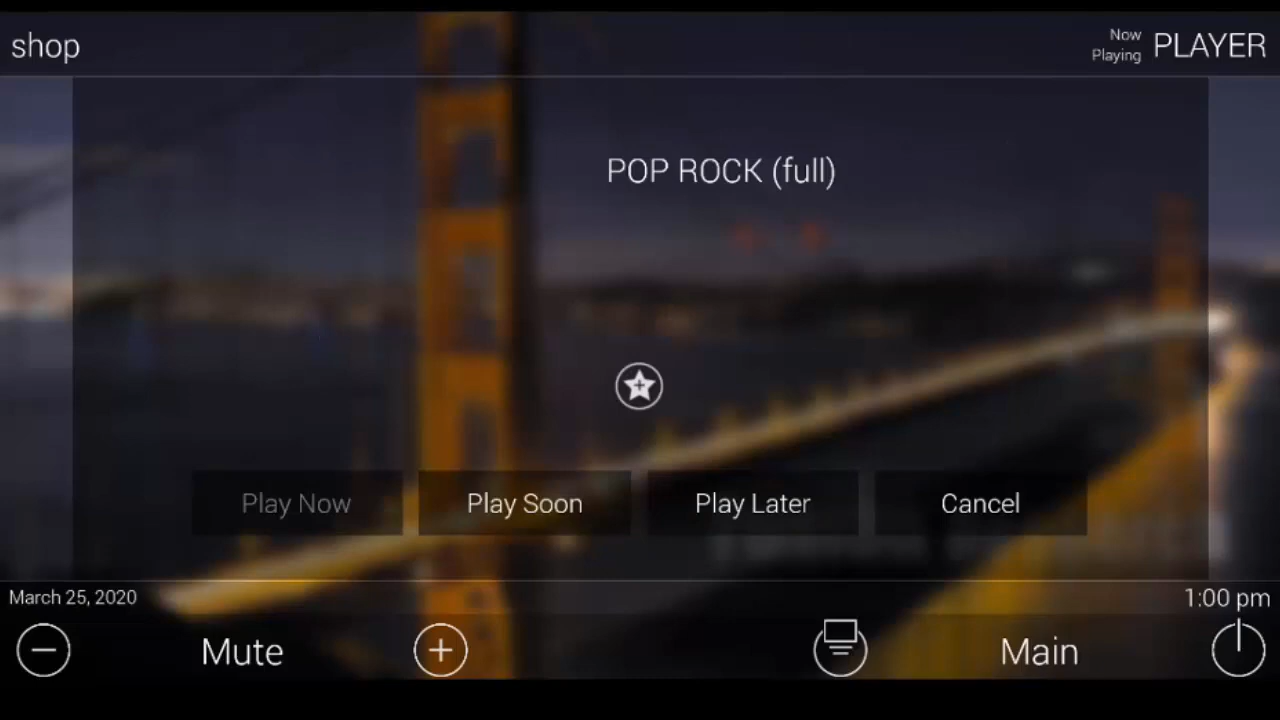 shop
Now
Playing
PLAYER
POP ROCK (full)
Play Now
Play Soon
Play Later
Cancel
March 25, 2020
1:00 pm
Mute
Main